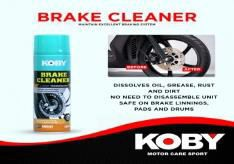 BRAKE CLEANER
MAINTAIN EXCELLENT BRAKING SYSTEM
KOBY
BRAKE
CLEANER
BEFORE
AFTER
DISSOLVES OIL, GREASE, RUST
AND DIRT
NO NEED TO DISASSEMBLE UNIT
SAFE ON BRAKE LINNINGS,
PADS AND DRUMS
KOBY
MOTOR CARE SPORT